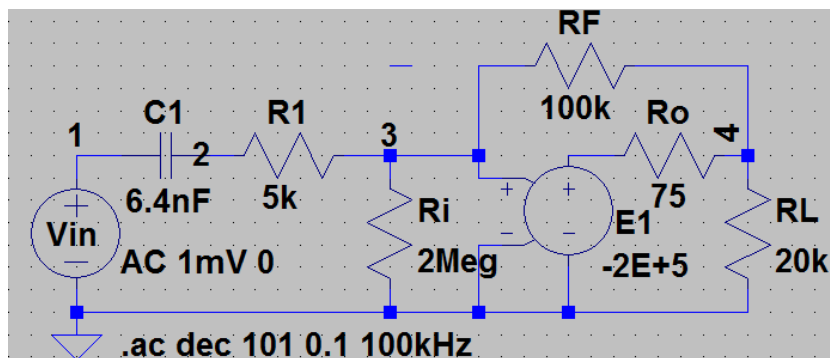 RF
100k
C1
R1
Ro
1
2
3
4
6.4nF
5k
75
Vin
+
−
AC 1mV 0
Ri
2Meg
+
−
+
−
E1
-2E+5
RL
20k
.ac dec 101 0.1 100kHz